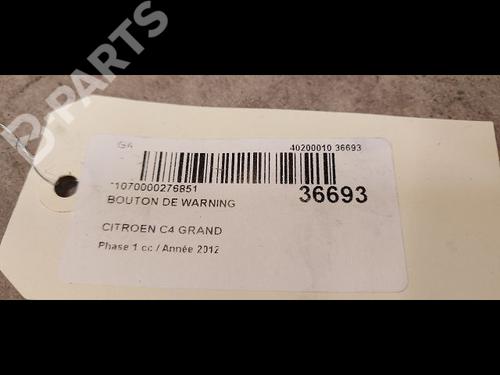 PARTS
GA
40200010 36693
*1070000276851
36693
BOUTON DE WARNING
CITROEN C4 GRAND
Phase 1 cc / Année 2012